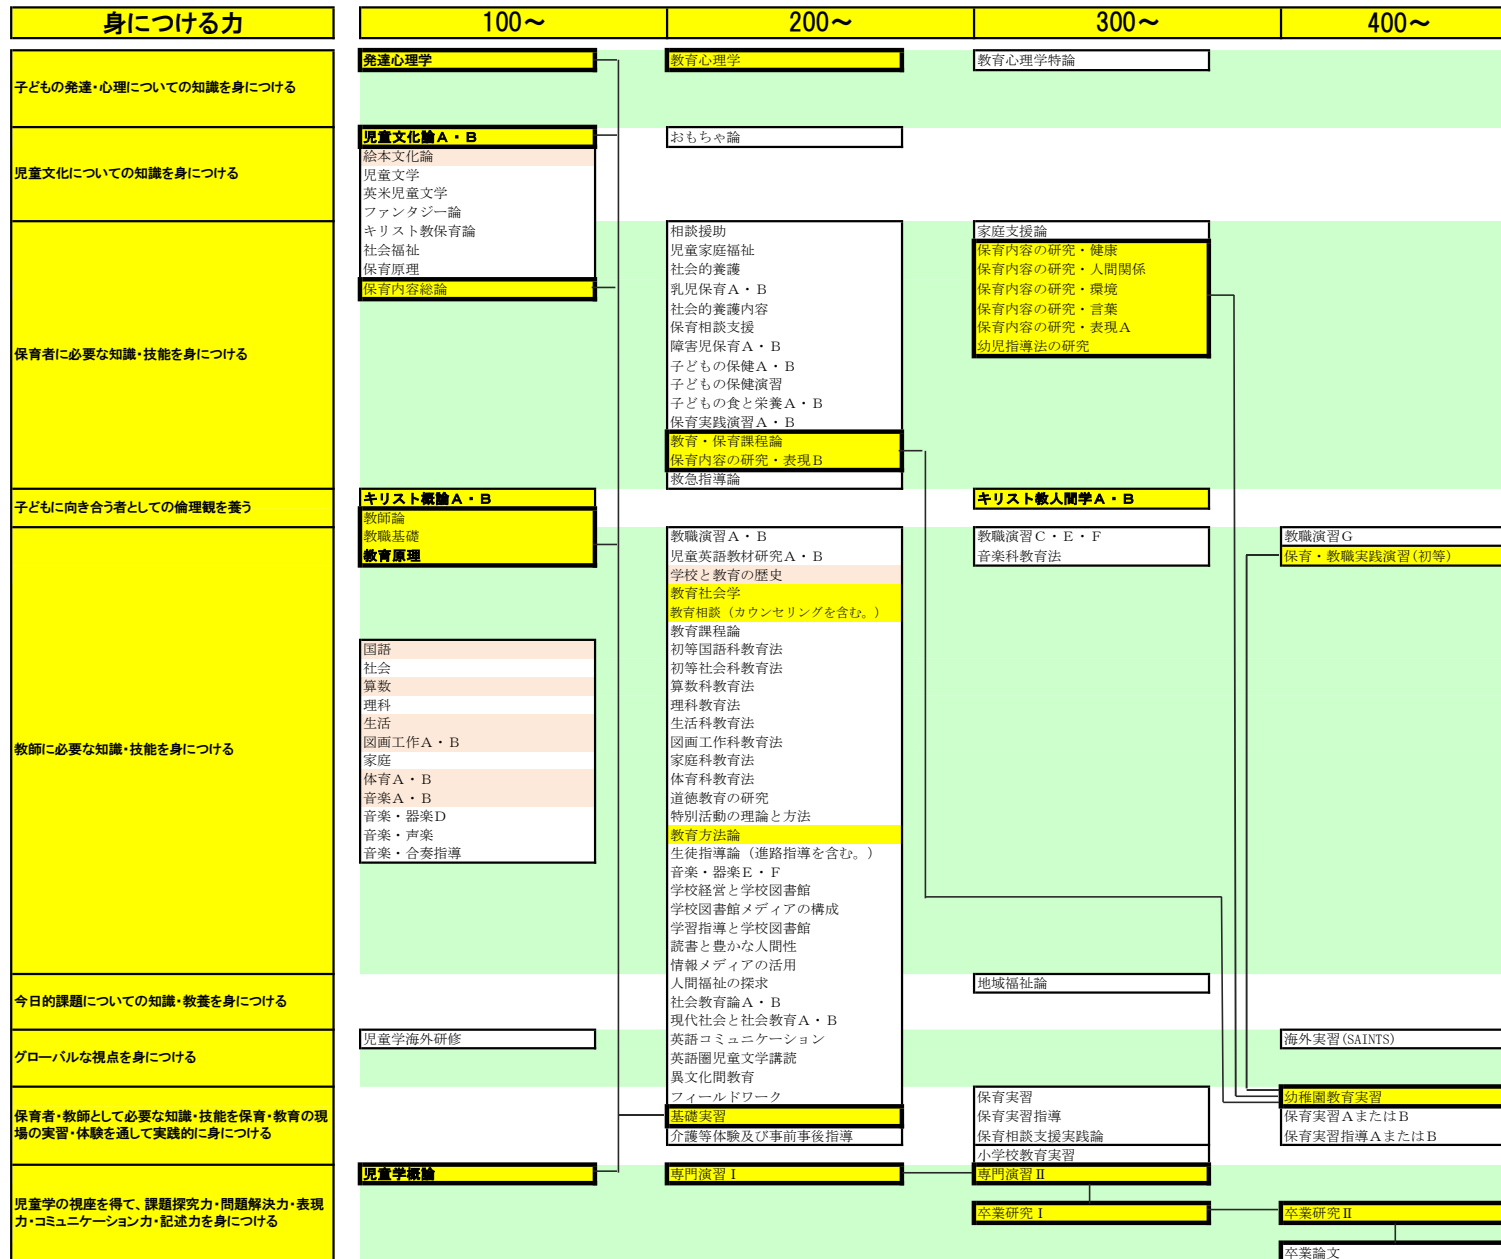 身につける力
100～
200～
300～
400～
子どもの発達・心理についての知識を身につける
発達心理学
教育心理学
教育心理学特論
児童文化についての知識を身につける
児童文化論Ａ・Ｂ
絵本文化論
児童文学
英米児童文学
ファンタジー論
おもちゃ論
保育者に必要な知識・技能を身につける
キリスト教保育論
社会福祉
保育原理
保育内容総論
相談援助
児童家庭福祉
社会的養護
乳児保育Ａ・Ｂ
社会的養護内容
保育相談支援
障害児保育Ａ・Ｂ
子どもの保健Ａ・Ｂ
子どもの保健演習
子どもの食と栄養Ａ・Ｂ
保育実践演習Ａ・Ｂ
教育・保育課程論
保育内容の研究・表現Ｂ
救急指導論
家庭支援論
保育内容の研究・健康
保育内容の研究・人間関係
保育内容の研究・環境
保育内容の研究・言葉
保育内容の研究・表現Ａ
幼児指導法の研究
子どもに向き合う者としての倫理観を養う
キリスト概論Ａ・Ｂ
キリスト教人間学Ａ・Ｂ
教師に必要な知識・技能を身につける
教師論
教職基礎
教育原理
国語
社会
算数
理科
生活
図画工作Ａ・Ｂ
家庭
体育Ａ・Ｂ
音楽Ａ・Ｂ
音楽・器楽Ｄ
音楽・声楽
音楽・合奏指導
教職演習Ａ・Ｂ
児童英語教材研究Ａ・Ｂ
学校と教育の歴史
教育社会学
教育相談（カウンセリングを含む。）
教育課程論
初等国語科教育法
初等社会科教育法
算数科教育法
理科教育法
生活科教育法
図画工作科教育法
家庭科教育法
体育科教育法
道徳教育の研究
特別活動の理論と方法
教育方法論
生徒指導論（進路指導を含む。）
音楽・器楽Ｅ・Ｆ
学校経営と学校図書館
学校図書館メディアの構成
学習指導と学校図書館
読書と豊かな人間性
情報メディアの活用
教職演習Ｃ・Ｅ・Ｆ
音楽科教育法
教職演習Ｇ
保育・教職実践演習(初等)
今日的課題についての知識・教養を身につける
人間福祉の探求
社会教育論Ａ・Ｂ
現代社会と社会教育Ａ・Ｂ
地域福祉論
グローバルな視点を身につける
児童学海外研修
英語コミュニケーション
英語圏児童文学講読
異文化間教育
海外実習(SAINTS)
保育者・教師として必要な知識・技能を保育・教育の現
場の実習・体験を通して実践的に身につける
フィールドワーク
基礎実習
介護等体験及び事前事後指導
保育実習
保育実習指導
保育相談支援実践論
小学校教育実習
幼稚園教育実習
保育実習ＡまたはＢ
保育実習指導ＡまたはＢ
児童学の視座を得て、課題探究力・問題解決力・表現
力・コミュニケーション力・記述力を身につける
児童学概論
専門演習Ⅰ
専門演習Ⅱ
卒業研究Ⅰ
卒業研究Ⅱ
卒業論文